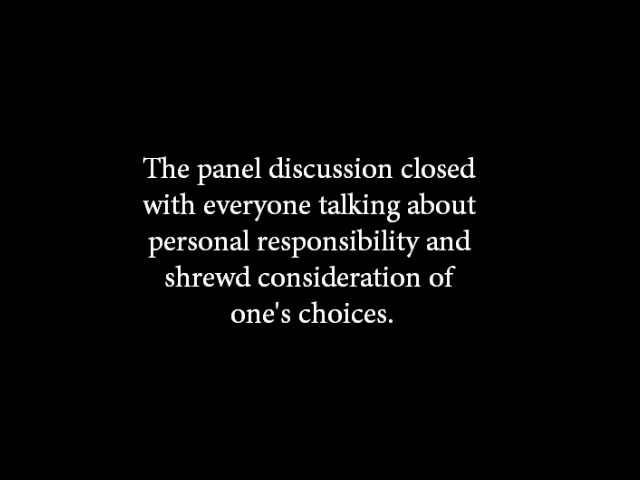 The panel discussion closed
with everyone talking about
personal responsibility and
shrewd consideration of
one's choices.